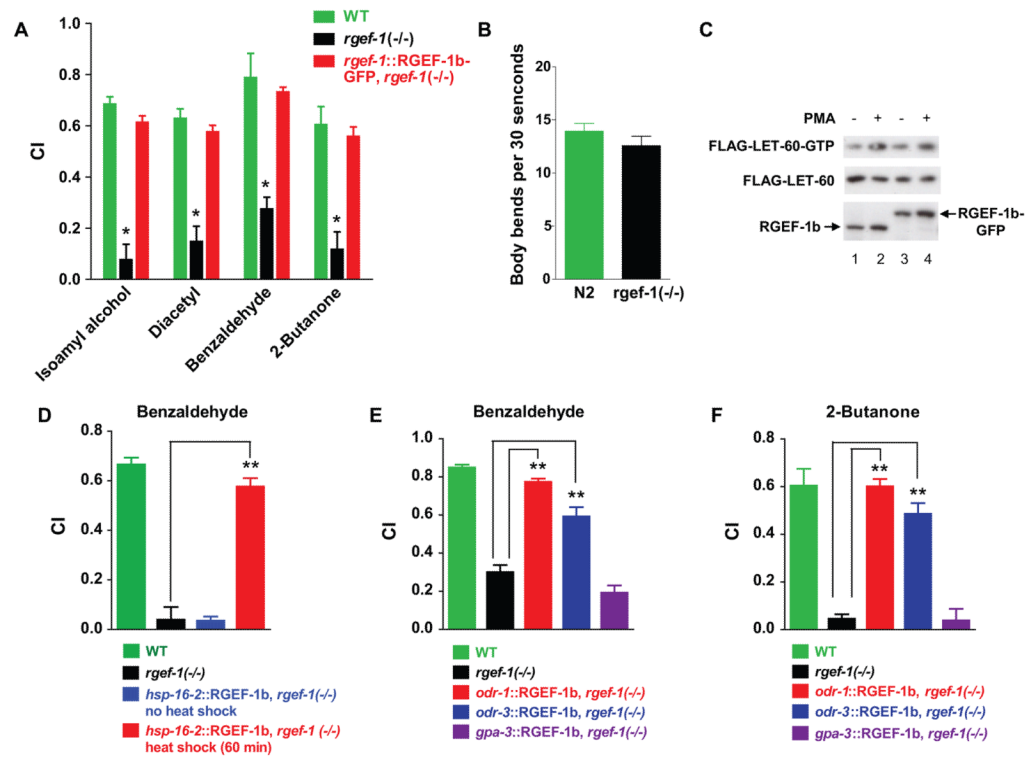 A
WT
rgef-1(-/-)
rgef-1::RGEF-1b-
GFP, rgef-1(-/-)
CI
1.0
0.8
0.6
0.4
0.2
0.0
*
*
*
*
Isoamyl alcohol
Diacetyl
Benzaldehyde
2-Butanone
B
Body bends per 30 senconds
20
15
10
5
0
N2
rgef-1(-/-)
C
PMA - + - +
FLAG-LET-60-GTP
FLAG-LET-60
RGEF-1b
RGEF-1b-
GFP
1 2 3 4
D
Benzaldehyde
CI
0.8
0.6
0.4
0.2
0.0
**
WT
rgef-1(-/-)
hsp-16-2::RGEF-1b, rgef-1(-/-)
no heat shock
hsp-16-2::RGEF-1b, rgef-1 (-/-)
heat shock (60 min)
E
Benzaldehyde
CI
1.0
0.8
0.6
0.4
0.2
0.0
**
**
WT
rgef-1(-/-)
odr-1::RGEF-1b, rgef-1(-/-)
odr-3::RGEF-1b, rgef-1(-/-)
gpa-3::RGEF-1b, rgef-1(-/-)
F
2-Butanone
CI
0.8
0.6
0.4
0.2
0.0
**
**
WT
rgef-1(-/-)
odr-1::RGEF-1b, rgef-1(-/-)
odr-3::RGEF-1b, rgef-1(-/-)
gpa-3::RGEF-1b, rgef-1(-/-)